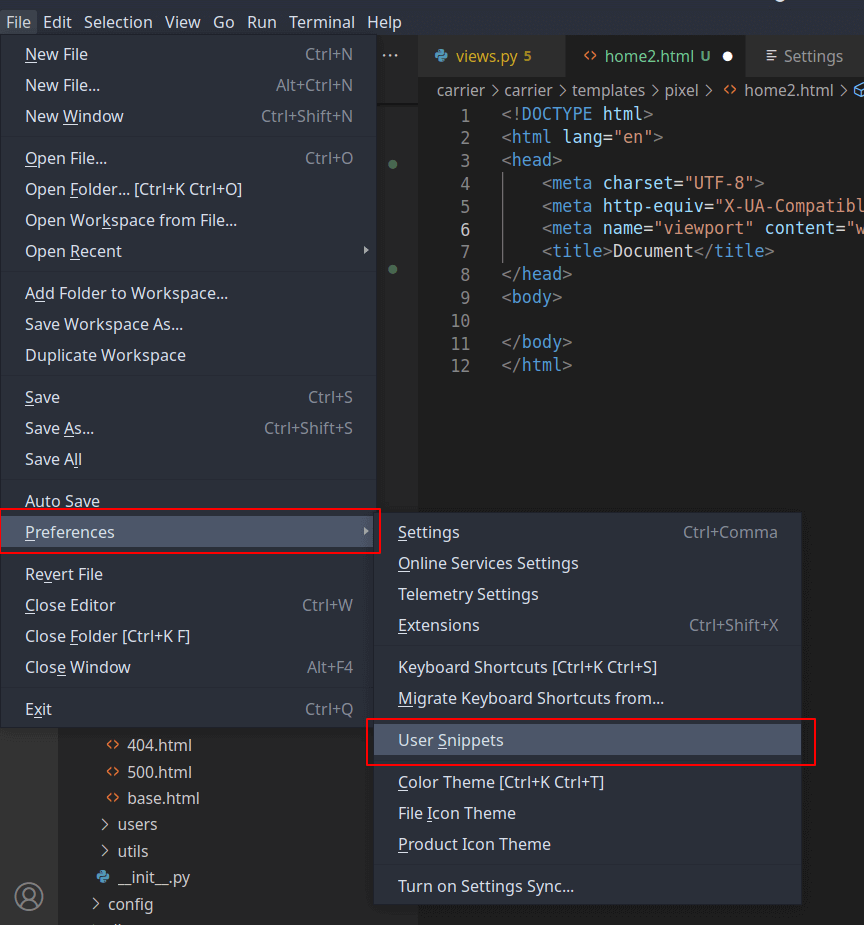 File Edit Selection View Go Run Terminal Help
New File Ctrl+N
New File... Alt+Ctrl+N
New Window Ctrl+Shift+N
Open File... Ctrl+O
Open Folder... [Ctrl+K Ctrl+O]
Open Workspace from File...
Open Recent
Add Folder to Workspace...
Save Workspace As...
Duplicate Workspace
Save Ctrl+S
Save As... Ctrl+Shift+S
Save All
Auto Save
Preferences
Revert File
Close Editor Ctrl+W
Close Folder [Ctrl+K F]
Close Window Alt+F4
Exit Ctrl+Q
404.html
500.html
base.html
users
utils
__init__.py
config
... views.py 5 <> home2.html U ● Settings
carrier > carrier > templates > pixel > <> home2.html >
1 <!DOCTYPE html>
2 <html lang="en">
3 <head>
4 <meta charset="UTF-8">
5 <meta http-equiv="X-UA-Compatibl
6 <meta name="viewport" content="w
7 <title>Document</title>
8 </head>
9 <body>
10
11 </body>
12 </html>
Settings Ctrl+Comma
Online Services Settings
Telemetry Settings
Extensions Ctrl+Shift+X
Keyboard Shortcuts [Ctrl+K Ctrl+S]
Migrate Keyboard Shortcuts from...
User Snippets
Color Theme [Ctrl+K Ctrl+T]
File Icon Theme
Product Icon Theme
Turn on Settings Sync...